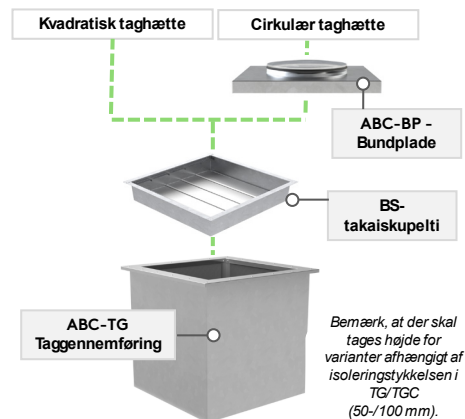 Kvadratisk taghætte
Cirkulær taghætte
ABC-BP -
Bundplade
BS-
takaiskupelti
ABC-TG
Taggennemføring
Bemærk, at der skal
tages højde for
varianter afhængigt af
isoleringstykkelsen i
TG/TGC
(50-/100 mm).